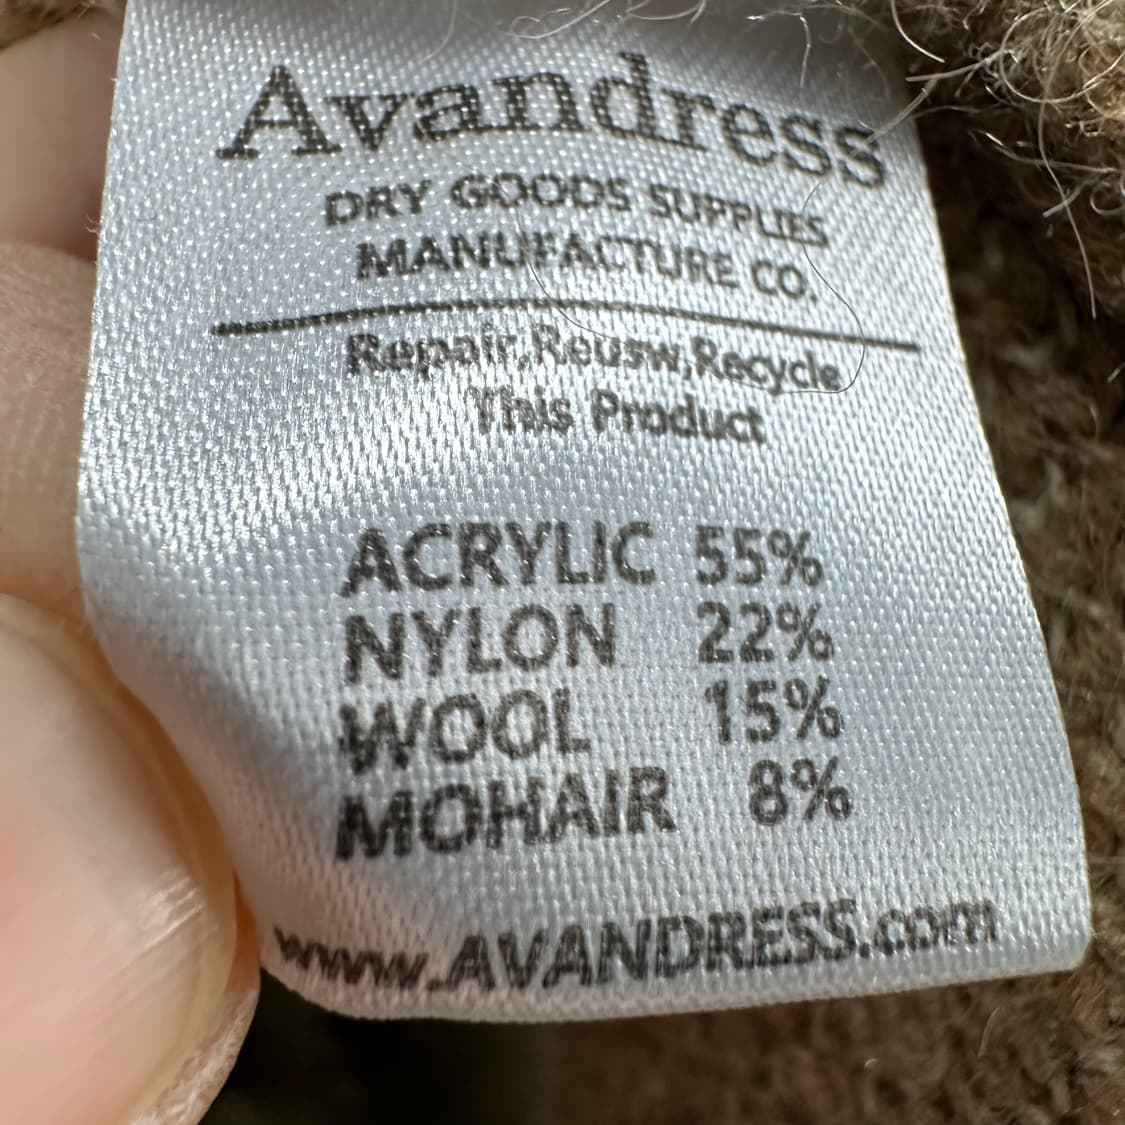 Avandress
DRY GOODS SUPPLIES
MANUFACTURE CO.
Repair,Reusw,Recycle
This Product
ACRYLIC 55%
NYLON 22%
WOOL 15%
MOHAIR 8%
www.AVANDRESS.com